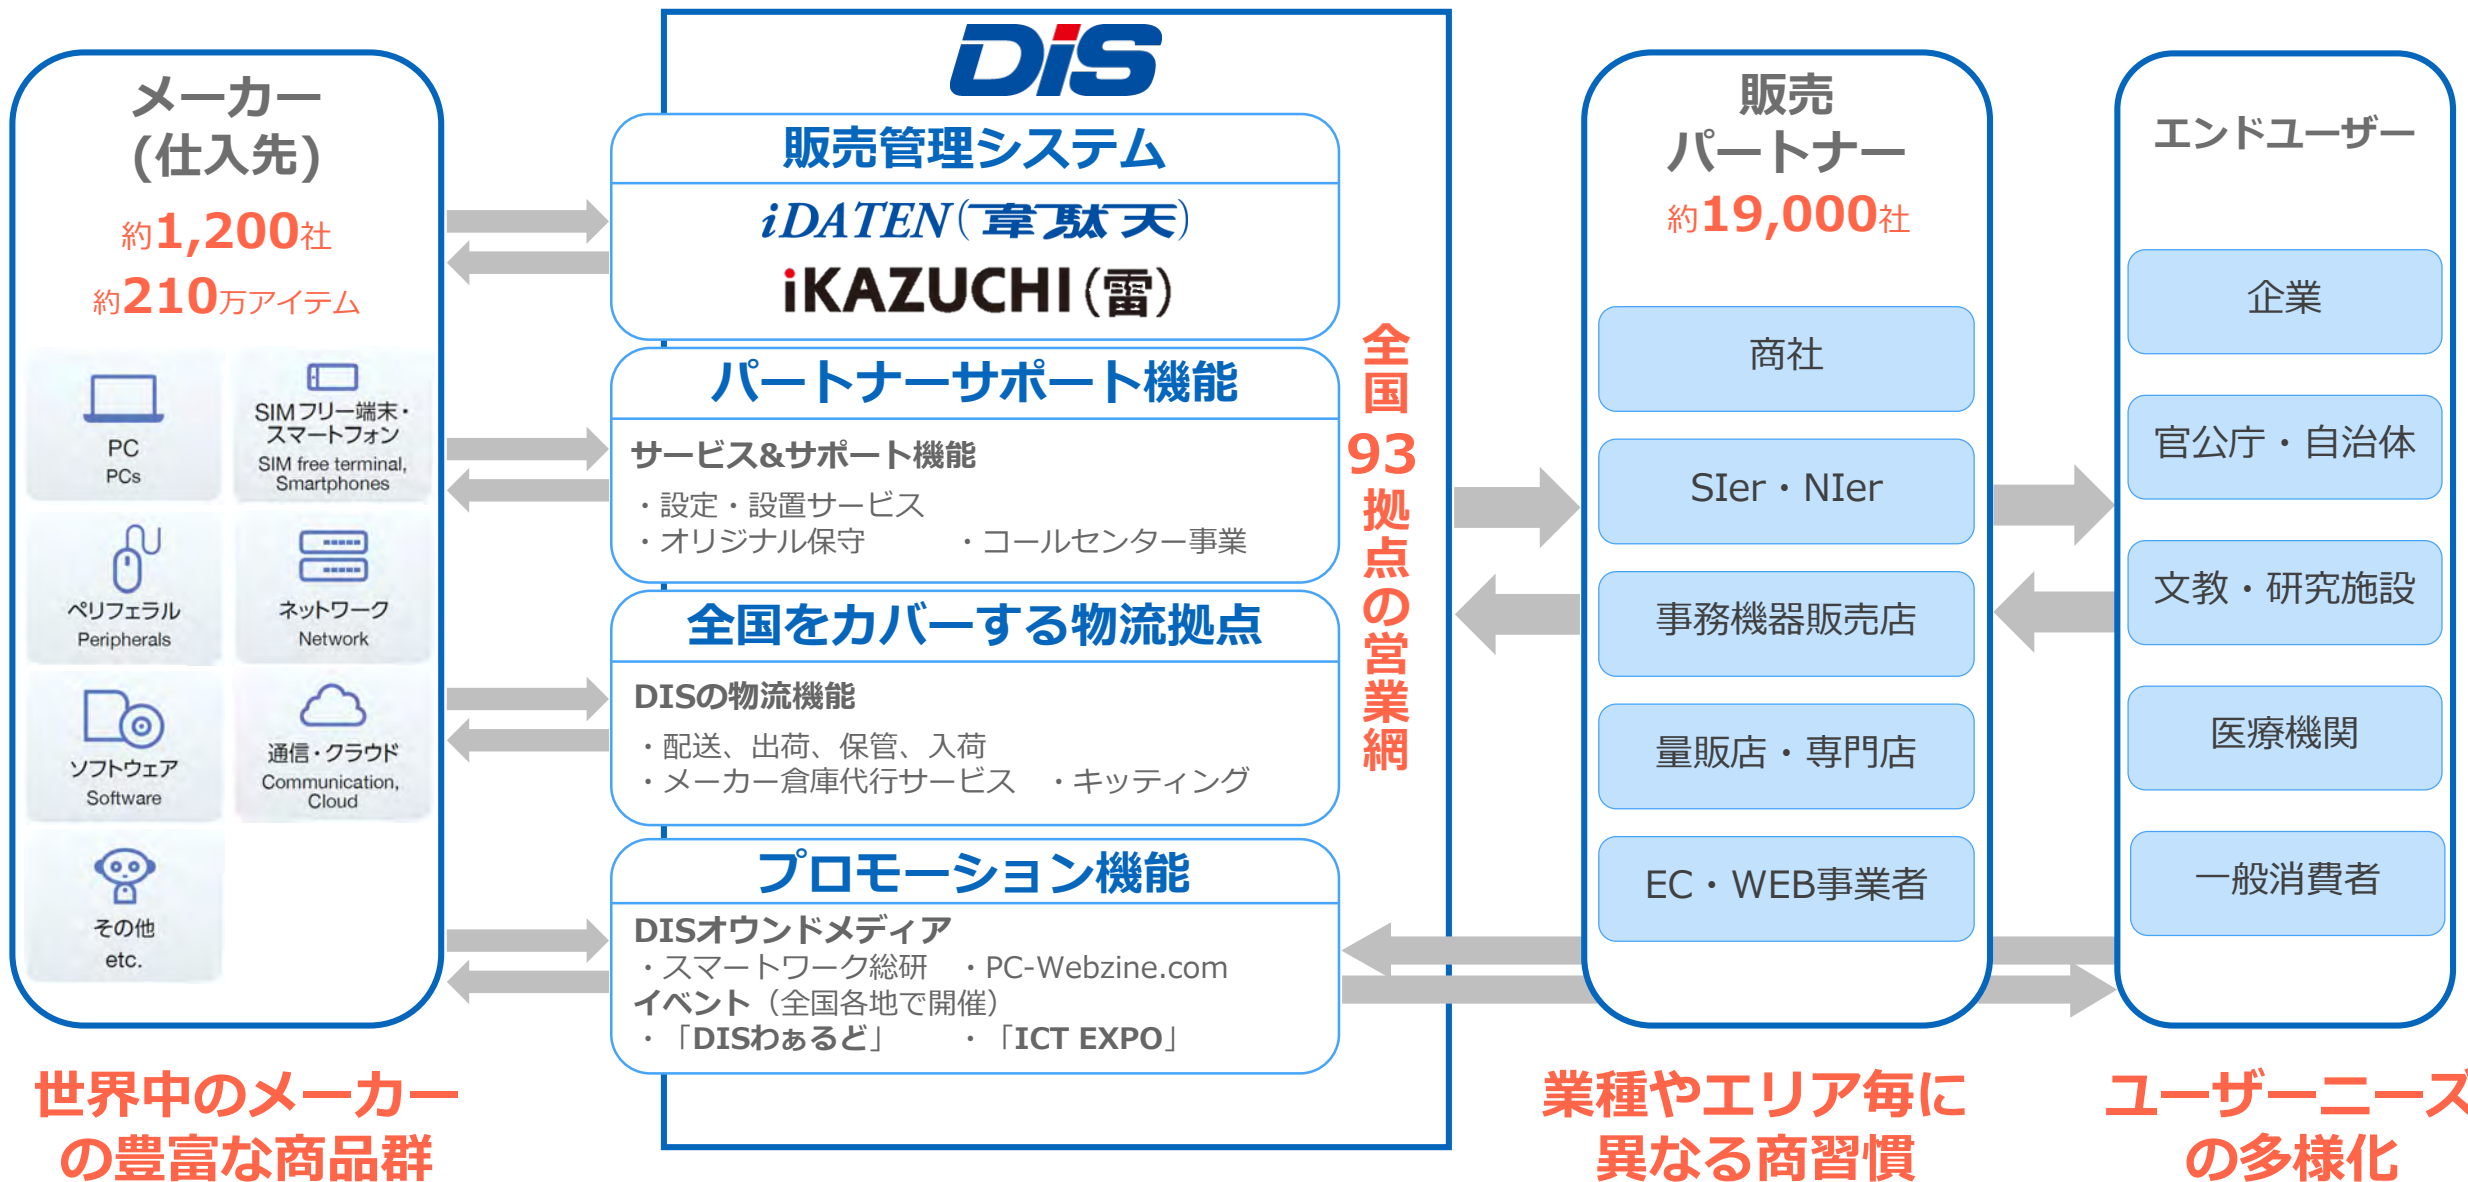 メーカー
(仕入先)
約1,200社
約210万アイテム
PC
PCs
SIMフリー端末・
スマートフォン
SIM free terminal,
Smartphones
ペリフェラル
Peripherals
ネットワーク
Network
ソフトウェア
Software
通信・クラウド
Communication,
Cloud
その他
etc.
世界中のメーカー
の豊富な商品群
DiS
販売管理システム
iDATEN(韋駄天)
iKAZUCHI(雷)
パートナーサポート機能
サービス&サポート機能
・設定・設置サービス
・オリジナル保守 ・コールセンター事業
全国をカバーする物流拠点
DISの物流機能
・配送、出荷、保管、入荷
・メーカー倉庫代行サービス ・キッティング
プロモーション機能
DISオウンドメディア
・スマートワーク総研 ・PC-Webzine.com
イベント（全国各地で開催）
・「DISわぁるど」 ・「ICT EXPO」
全国93拠点の営業網
販売
パートナー
約19,000社
商社
SIer・NIer
事務機器販売店
量販店・専門店
EC・WEB事業者
業種やエリア毎に
異なる商習慣
エンドユーザー
企業
官公庁・自治体
文教・研究施設
医療機関
一般消費者
ユーザーニーズ
の多様化